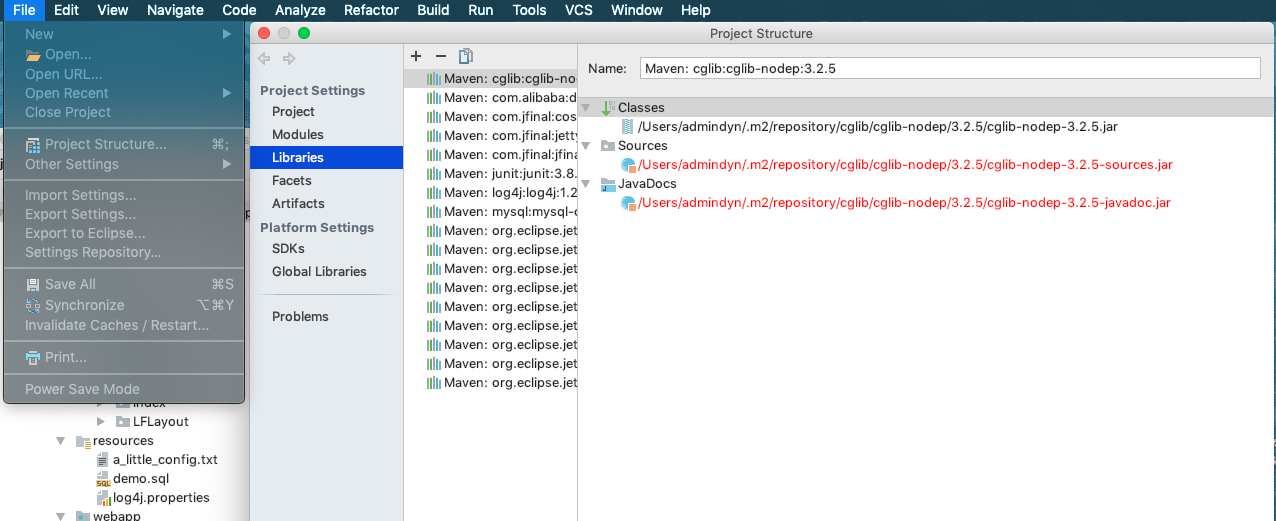 File Edit View Navigate Code Analyze Refactor Build Run Tools VCS Window Help
New
Open...
Open URL...
Open Recent
Close Project
Project Structure... ⌘;
Other Settings
Import Settings...
Export Settings...
Export to Eclipse...
Settings Repository...
Save All ⌘S
Synchronize ⌥⌘Y
Invalidate Caches / Restart...
Print...
Power Save Mode
index
LFLayout
resources
a_little_config.txt
demo.sql
log4j.properties
webapp
Project Structure
Project Settings
Project
Modules
Libraries
Facets
Artifacts
Platform Settings
SDKs
Global Libraries
Problems
Maven: cglib:cglib-no
Maven: com.alibaba:d
Maven: com.jfinal:cos
Maven: com.jfinal:jetty
Maven: com.jfinal:jfina
Maven: junit:junit:3.8.
Maven: log4j:log4j:1.2
Maven: mysql:mysql-c
Maven: org.eclipse.jet
Maven: org.eclipse.jet
Maven: org.eclipse.jet
Maven: org.eclipse.jet
Maven: org.eclipse.jet
Maven: org.eclipse.jet
Maven: org.eclipse.jet
Maven: org.eclipse.jet
Maven: org.eclipse.jet
Name: Maven: cglib:cglib-nodep:3.2.5
Classes
/Users/admindyn/.m2/repository/cglib/cglib-nodep/3.2.5/cglib-nodep-3.2.5.jar
Sources
/Users/admindyn/.m2/repository/cglib/cglib-nodep/3.2.5/cglib-nodep-3.2.5-sources.jar
JavaDocs
/Users/admindyn/.m2/repository/cglib/cglib-nodep/3.2.5/cglib-nodep-3.2.5-javadoc.jar